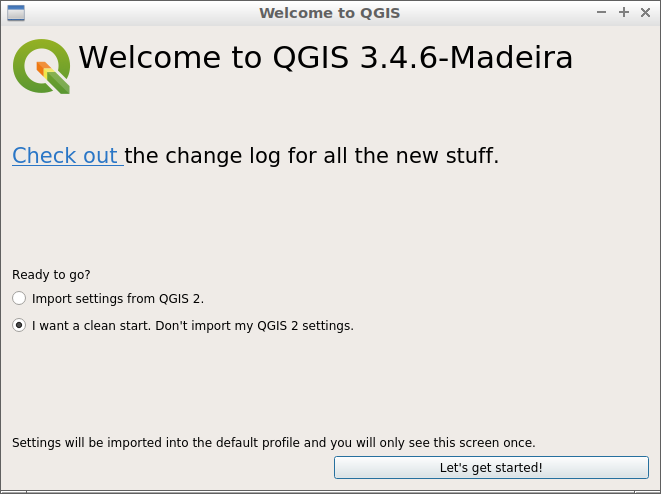 Welcome to QGIS
Welcome to QGIS 3.4.6-Madeira
Check out the change log for all the new stuff.
Ready to go?
Import settings from QGIS 2.
I want a clean start. Don't import my QGIS 2 settings.
Settings will be imported into the default profile and you will only see this screen once.
Let's get started!